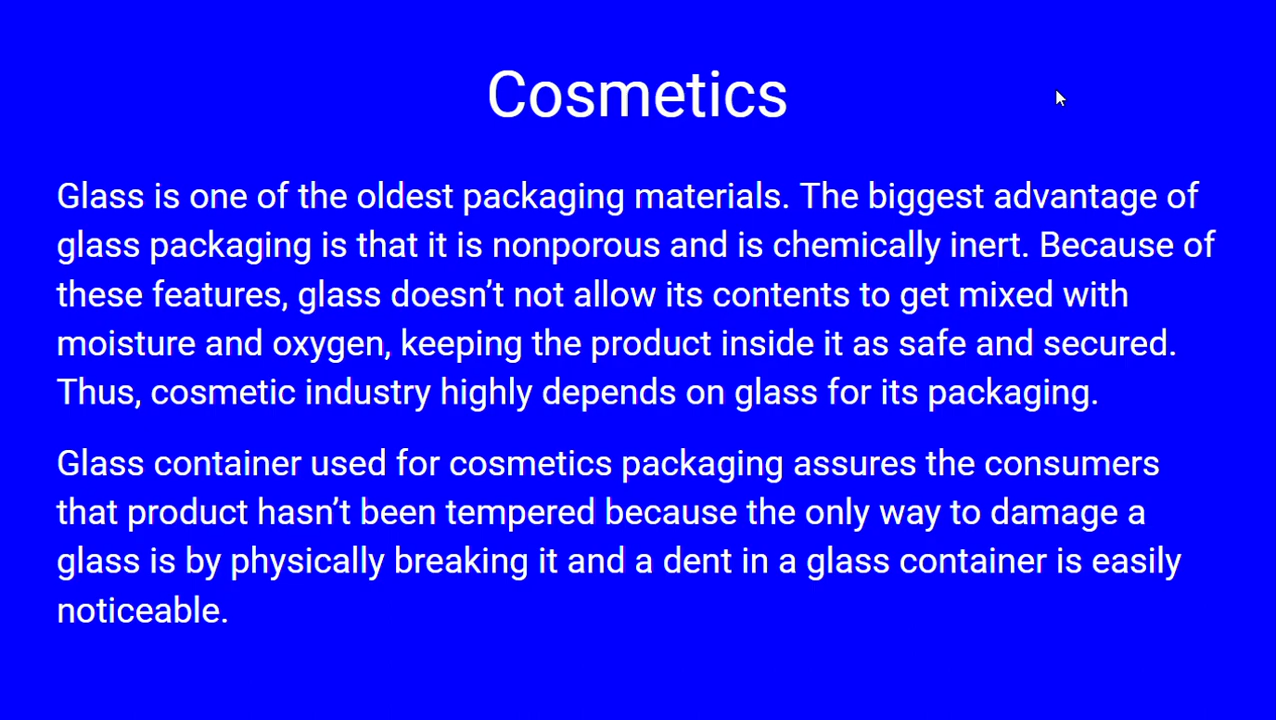 Cosmetics
Glass is one of the oldest packaging materials. The biggest advantage of
glass packaging is that it is nonporous and is chemically inert. Because of
these features, glass doesn’t not allow its contents to get mixed with
moisture and oxygen, keeping the product inside it as safe and secured.
Thus, cosmetic industry highly depends on glass for its packaging.
Glass container used for cosmetics packaging assures the consumers
that product hasn’t been tempered because the only way to damage a
glass is by physically breaking it and a dent in a glass container is easily
noticeable.